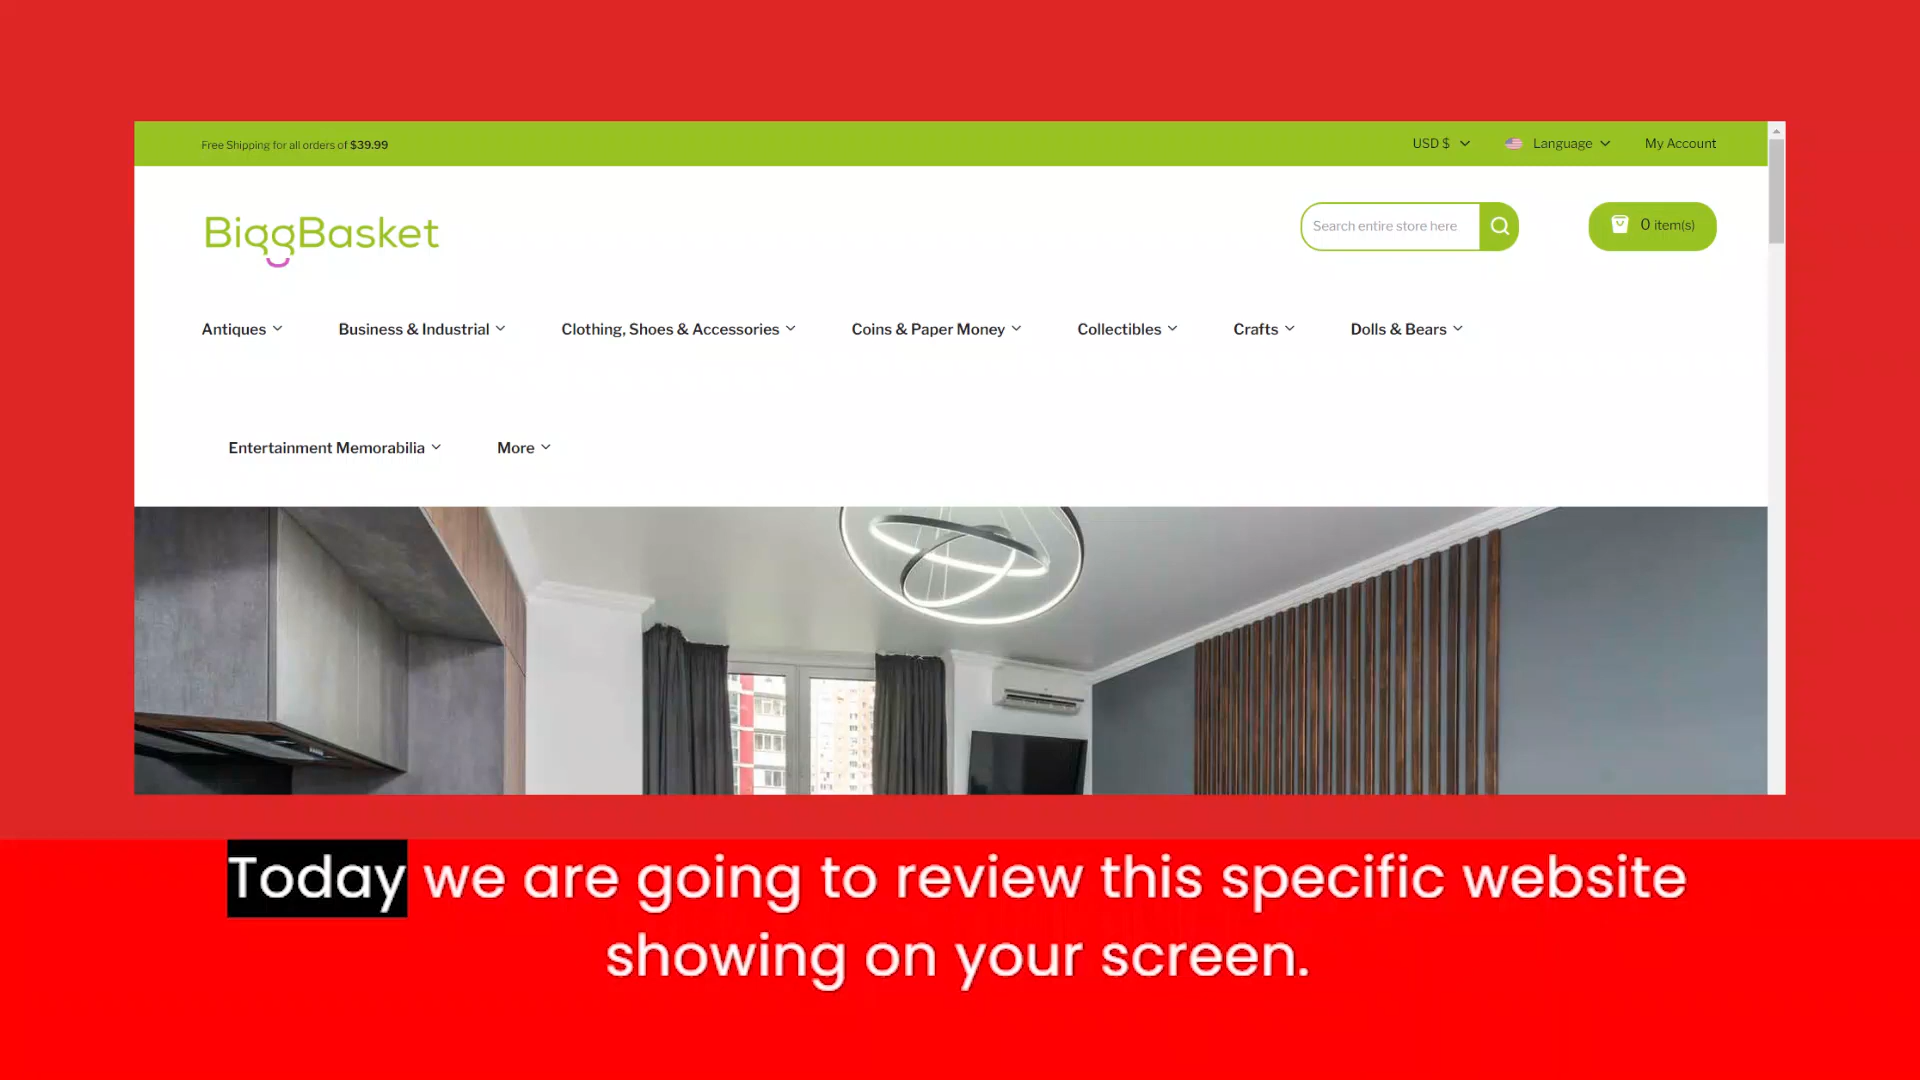 Free Shipping for all orders of $39.99
USD $ Language My Account
BiggBasket
Search entire store here
0 item(s)
Antiques Business & Industrial Clothing, Shoes & Accessories Coins & Paper Money Collectibles Crafts Dolls & Bears
Entertainment Memorabilia More
Today we are going to review this specific website
showing on your screen.